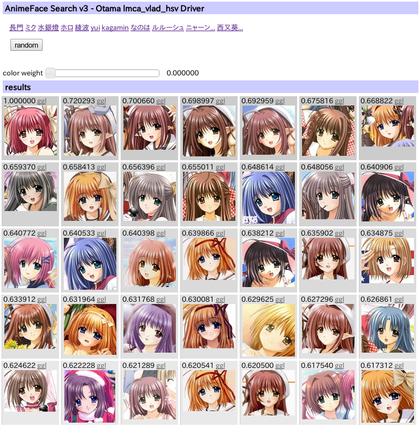 AnimeFace Search v3 - Otama lmca_vlad_hsv Driver
長門 ミク 水銀燈 ホロ 綾波 yui kagamin なのは ルルーシュ ニャーン... 西又葵...
random
color weight 0.000000
results
1.000000 ggl 0.720293 ggl 0.700660 ggl 0.698997 ggl 0.692959 ggl 0.675816 ggl 0.668822 ggl
0.659370 ggl 0.658413 ggl 0.656396 ggl 0.655011 ggl 0.648614 ggl 0.648056 ggl 0.640906 ggl
0.640772 ggl 0.640533 ggl 0.640398 ggl 0.639866 ggl 0.638212 ggl 0.635902 ggl 0.634875 ggl
0.633912 ggl 0.631964 ggl 0.631768 ggl 0.630081 ggl 0.629625 ggl 0.627296 ggl 0.626861 ggl
0.624622 ggl 0.622228 ggl 0.621289 ggl 0.620541 ggl 0.620500 ggl 0.617540 ggl 0.617312 ggl